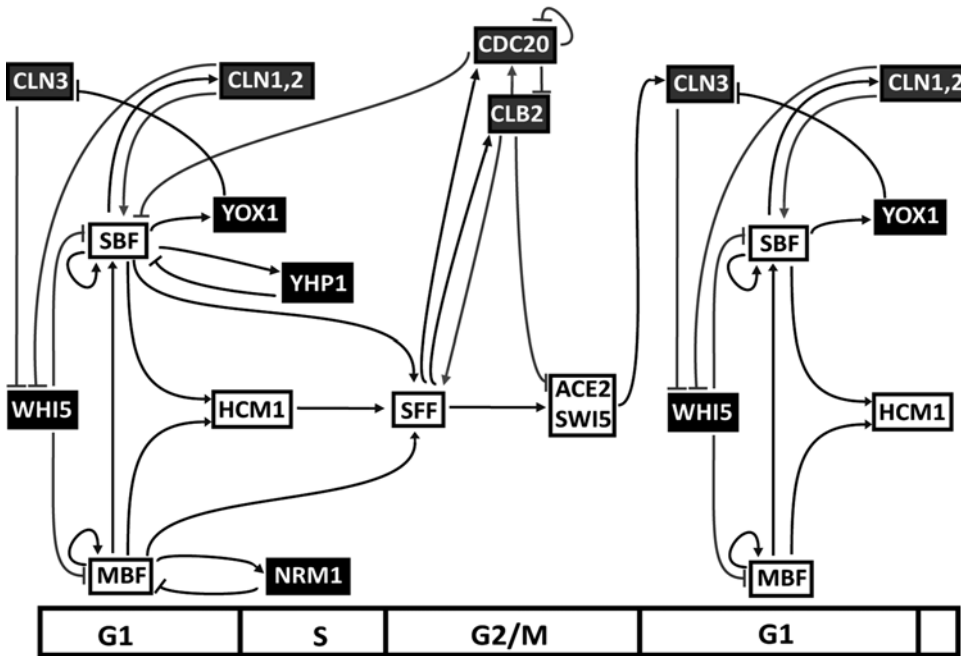 CDC20
CLN3
CLN1,2
CLN3
CLN1,2
CLB2
YOX1
YOX1
SBF
SBF
YHP1
WHI5
HCM1
SFF
ACE2
SWI5
WHI5
HCM1
MBF
NRM1
MBF
G1
S
G2/M
G1